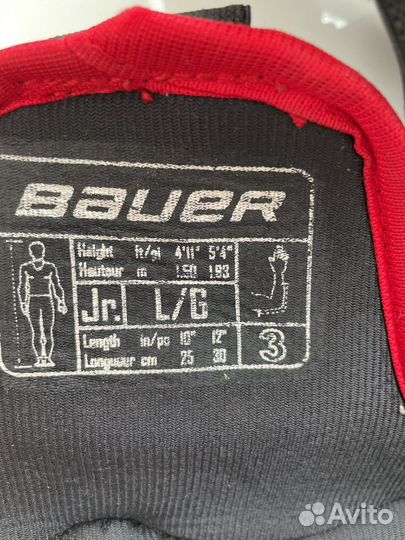 BAUER
Height ft/pi 4'11" 5'4"
Hauteur m 1.50 1.93
Jr. L/G
Length in/po 10" 12"
Longueur cm 25 30
3
Avito